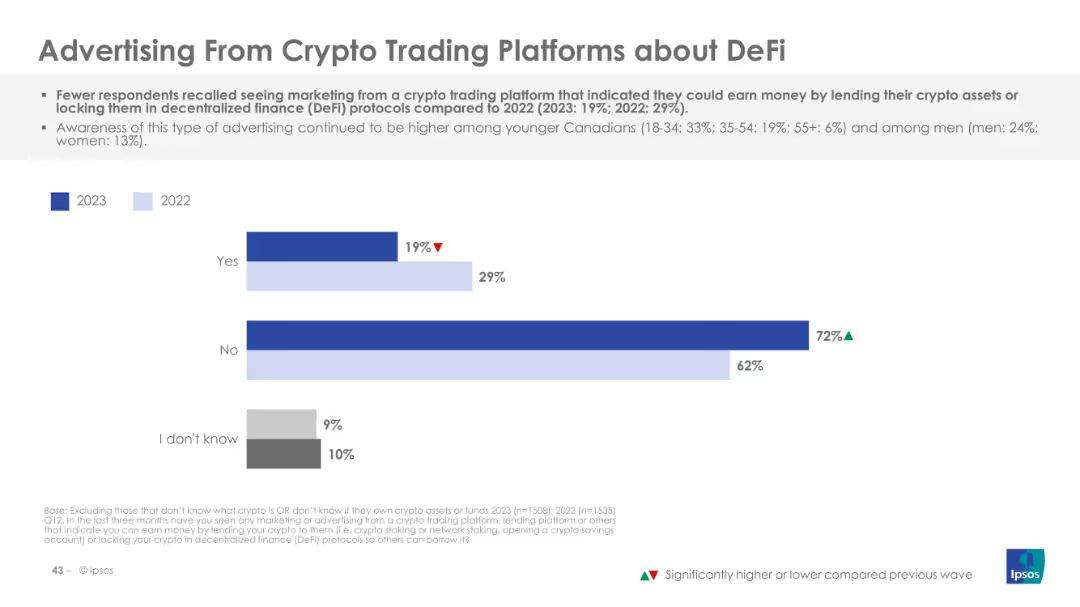 Advertising From Crypto Trading Platforms about DeFi
▪ Fewer respondents recalled seeing marketing from a crypto trading platform that indicated they could earn money by lending their crypto assets or
locking them in decentralized finance (DeFi) protocols compared to 2022 (2023: 19%; 2022: 29%).
▪ Awareness of this type of advertising continued to be higher among younger Canadians (18-34: 33%; 35-54: 19%; 55+: 6%) and among men (men: 24%;
women: 13%).
2023 2022
Yes 19%▼
29%
No 72%▲
62%
I don't know 9%
10%
Base: Excluding those that don't know what crypto is OR don't know if they own crypto assets or funds 2023 (n=1508); 2022 (n=1535)
Q12. In the last three months have you seen any marketing or advertising from a crypto trading platform, lending platform or others
that indicate you can earn money by lending your crypto to them (i.e. crypto staking or network staking, opening a crypto savings
account) or locking your crypto in decentralized finance (DeFi) protocols so others can borrow it?
43 – © Ipsos
▲▼ Significantly higher or lower compared previous wave
Ipsos